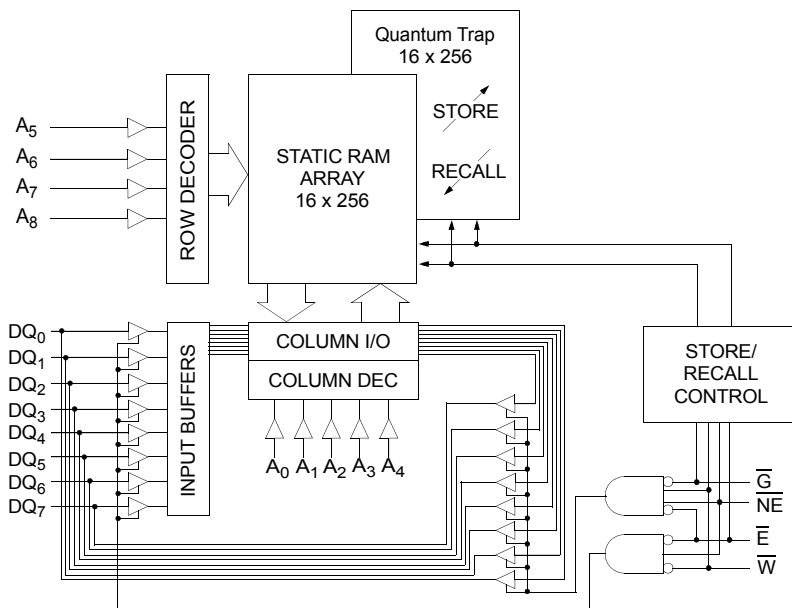 Quantum Trap
16 x 256
STORE
RECALL
STATIC RAM
ARRAY
16 x 256
ROW DECODER
A5
A6
A7
A8
DQ0
DQ1
DQ2
DQ3
DQ4
DQ5
DQ6
DQ7
INPUT BUFFERS
COLUMN I/O
COLUMN DEC
A0 A1 A2 A3 A4
STORE/
RECALL
CONTROL
G̅
N̅E̅
E̅
W̅